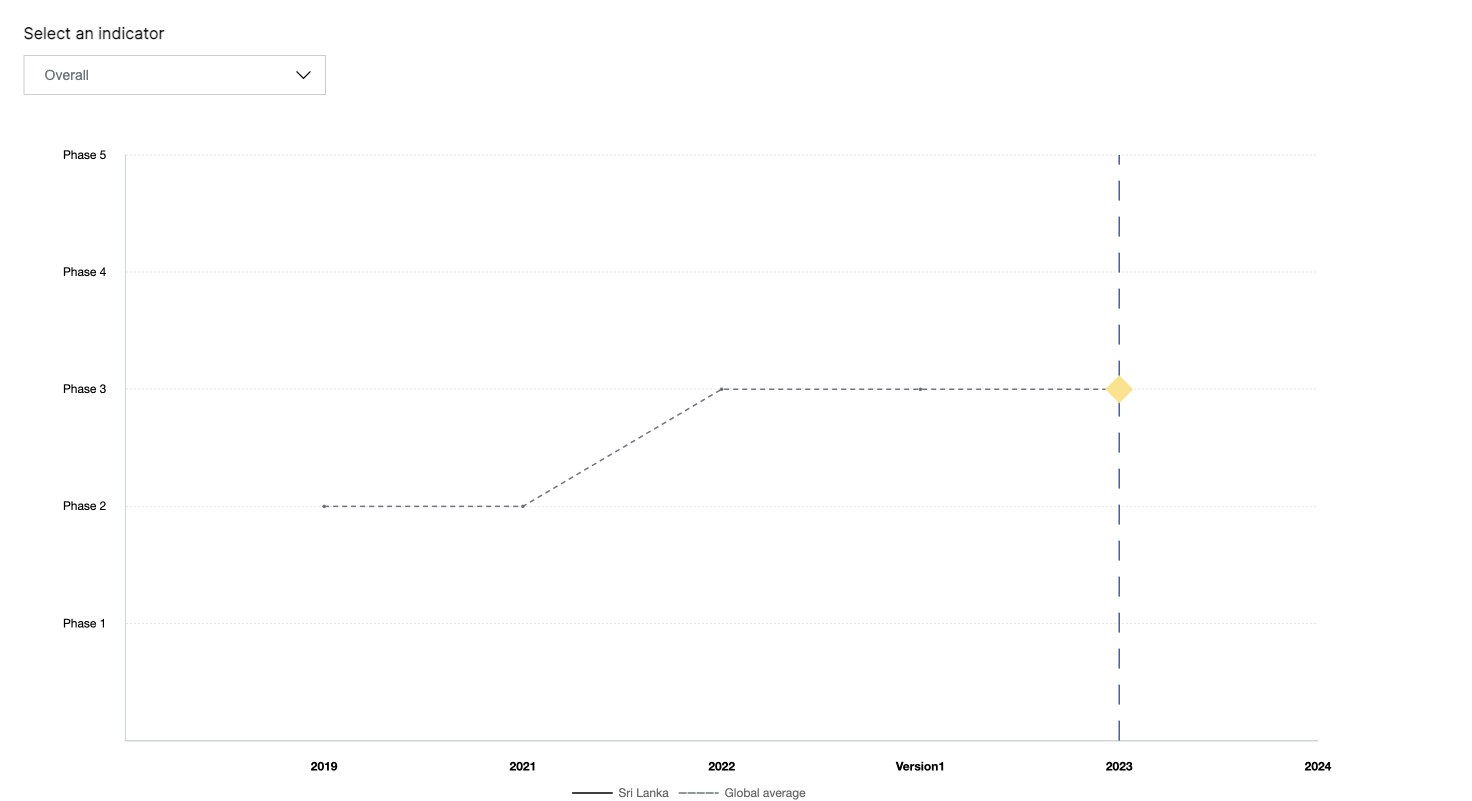 Select an indicator
Overall
Phase 5
Phase 4
Phase 3
Phase 2
Phase 1
2019 2021 2022 Version1 2023 2024
Sri Lanka Global average